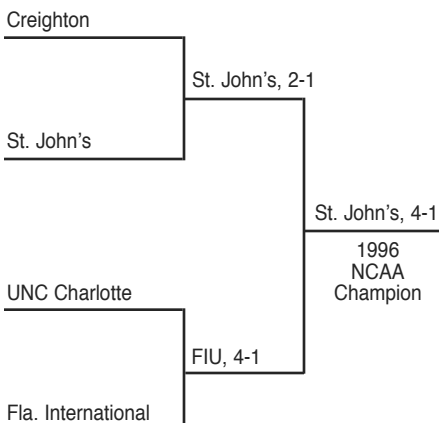 Creighton
St. John’s, 2-1
St. John’s
St. John’s, 4-1
1996
NCAA
Champion
UNC Charlotte
FIU, 4-1
Fla. International